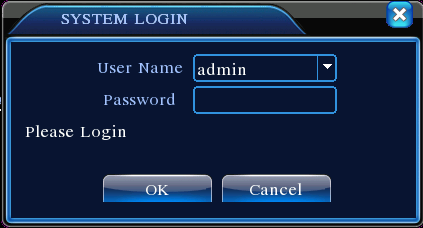 SYSTEM LOGIN
User Name admin
Password
Please Login
OK Cancel